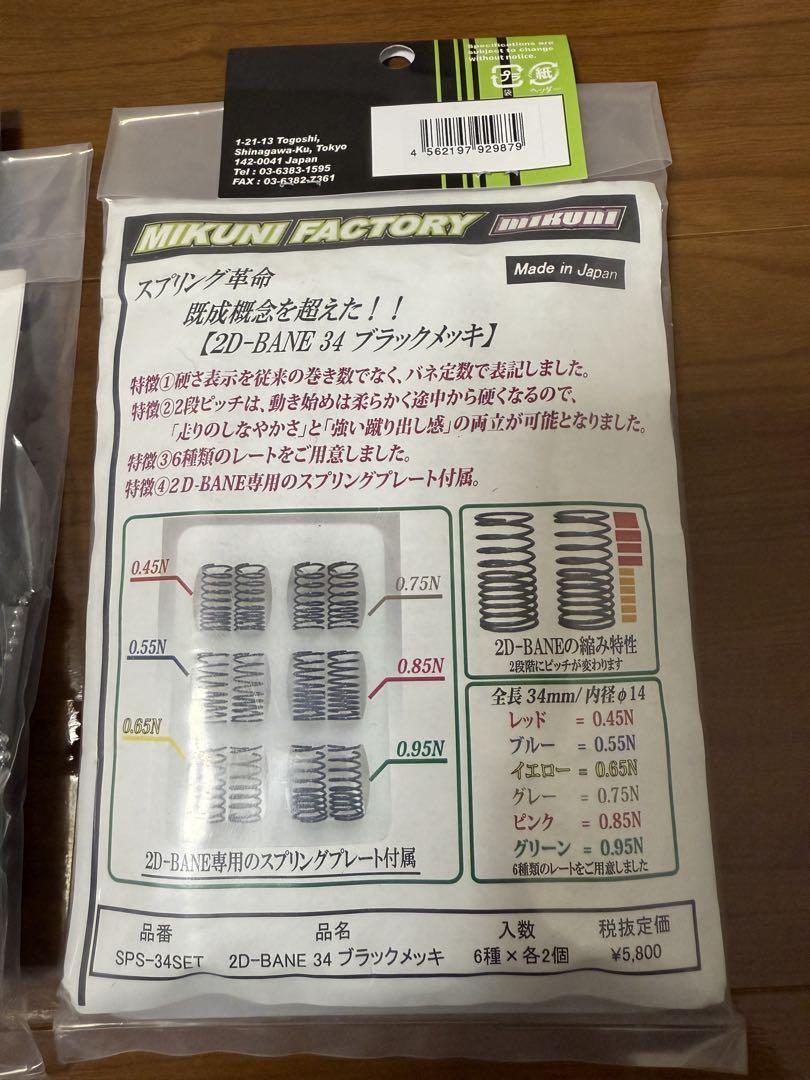 Specifications are
subject to change
without notice.
プラ
袋
紙
ヘッダー
1-21-13 Togoshi,
Shinagawa-Ku, Tokyo
142-0041 Japan
Tel : 03-6383-1595
FAX : 03-6382-7361
4 562197 929879
MIKUNI FACTORY mikuni
Made in Japan
スプリング革命
既成概念を超えた！！
【2D-BANE 34 ブラックメッキ】
特徴①硬さ表示を従来の巻き数でなく、バネ定数で表記しました。
特徴②2段ピッチは、動き始めは柔らかく途中から硬くなるので、
「走りのしなやかさ」と「強い蹴り出し感」の両立が可能となりました。
特徴③6種類のレートをご用意しました。
特徴④2D-BANE専用のスプリングプレート付属。
0.45N
0.55N
0.65N
0.75N
0.85N
0.95N
2D-BANE専用のスプリングプレート付属
2D-BANEの縮み特性
2段階にピッチが変わります
全長 34mm/ 内径φ14
レッド = 0.45N
ブルー = 0.55N
イエロー = 0.65N
グレー = 0.75N
ピンク = 0.85N
グリーン = 0.95N
6種類のレートをご用意しました
品番 品名 入数 税抜定価
SPS-34SET 2D-BANE 34 ブラックメッキ 6種×各2個 ¥5,800